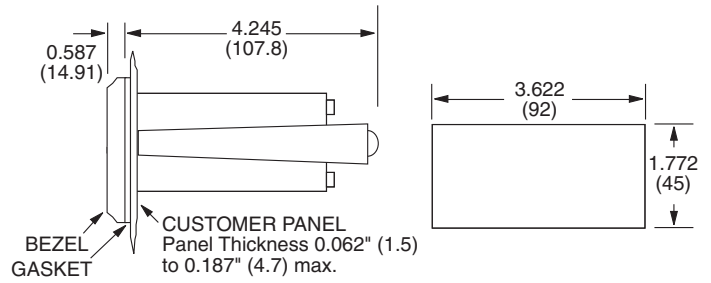 0.587
(14.91)
4.245
(107.8)
3.622
(92)
1.772
(45)
BEZEL
GASKET
CUSTOMER PANEL
Panel Thickness 0.062" (1.5)
to 0.187" (4.7) max.